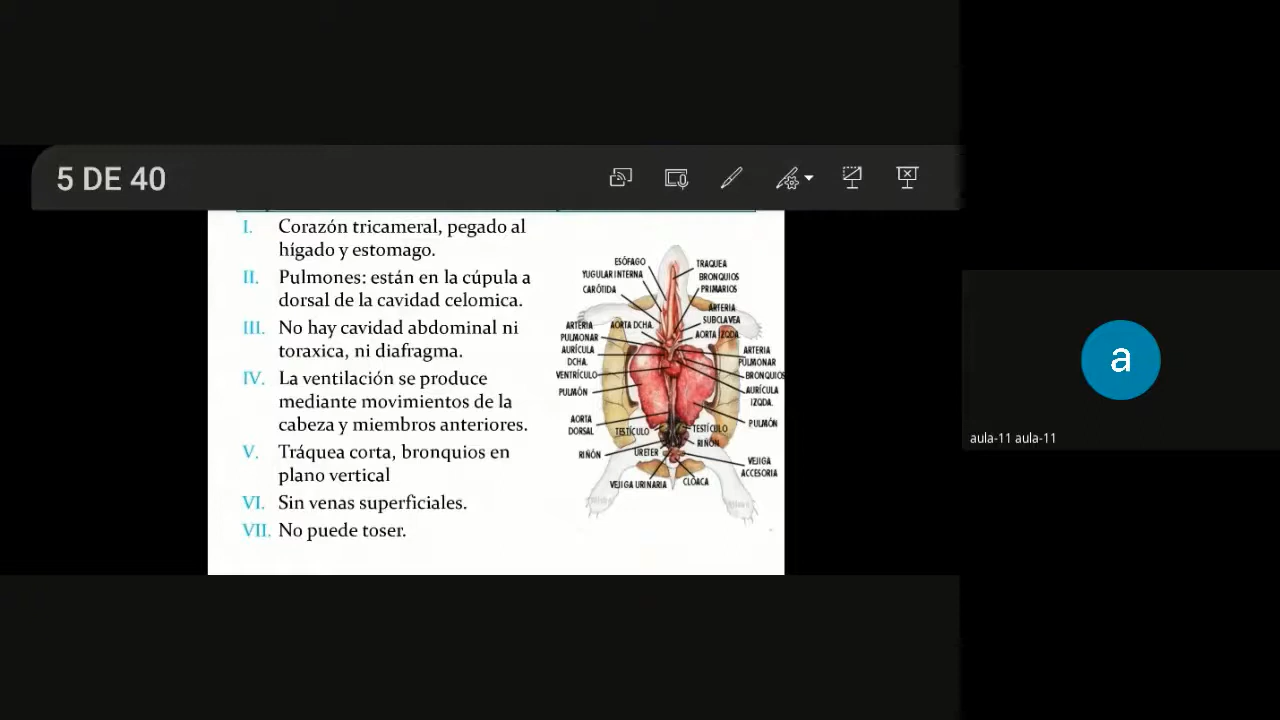 5 DE 40
I. Corazón tricameral, pegado al
hígado y estomago.
II. Pulmones: están en la cúpula a
dorsal de la cavidad celomica.
III. No hay cavidad abdominal ni
toraxica, ni diafragma.
IV. La ventilación se produce
mediante movimientos de la
cabeza y miembros anteriores.
V. Tráquea corta, bronquios en
plano vertical
VI. Sin venas superficiales.
VII. No puede toser.
ESÓFAGO
YUGULAR INTERNA
CARÓTIDA
ARTERIA
PULMONAR
AORTA DCHA.
AURÍCULA
DCHA.
VENTRÍCULO
PULMÓN
AORTA
DORSAL
TESTÍCULO
RIÑÓN
URETER
VEJIGA URINARIA
TRAQUEA
BRONQUIOS
PRIMARIOS
ARTERIA
SUBCLAVEA
AORTA IZQDA.
ARTERIA
PULMONAR
BRONQUIOS
AURÍCULA
IZQDA.
PULMÓN
TESTÍCULO
RIÑÓN
VEJIGA
ACCESORIA
CLOACA
a
aula-11 aula-11